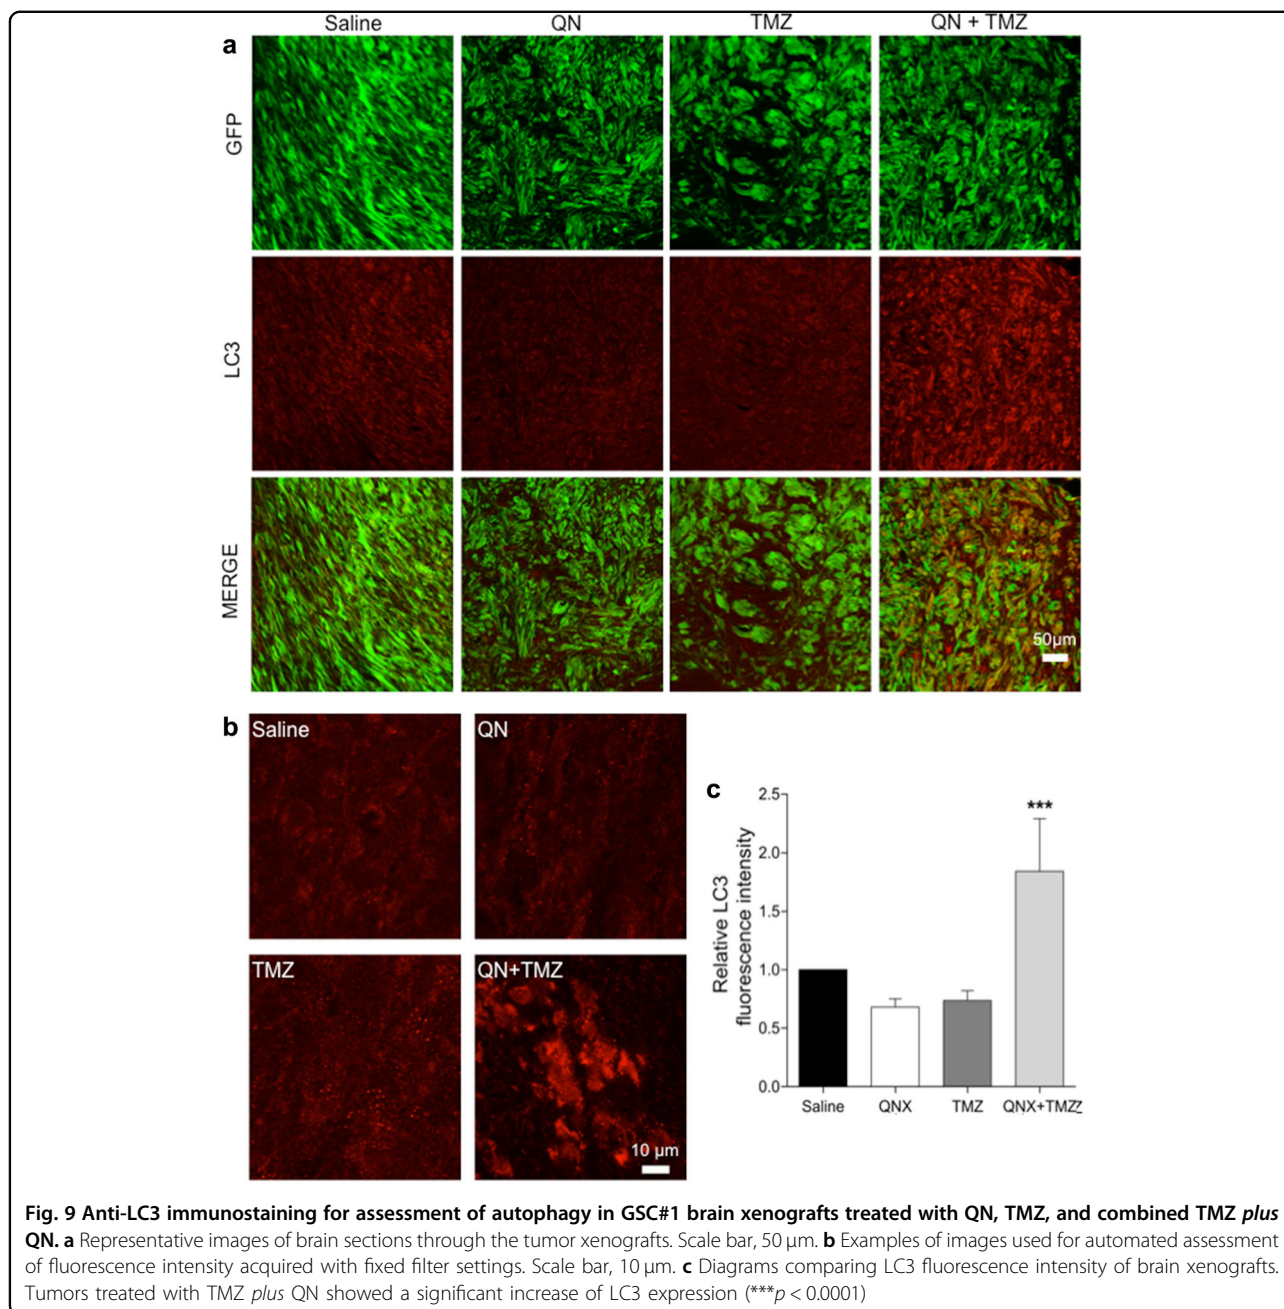 Saline QN TMZ QN + TMZ
a
GFP
LC3
MERGE
50µm
b
Saline QN
TMZ QN+TMZ
10 µm
c
Relative LC3
fluorescence intensity
2.5
2.0
1.5
1.0
0.5
0.0
***
Saline QNX TMZ QNX+TMZZ
Fig. 9 Anti-LC3 immunostaining for assessment of autophagy in GSC#1 brain xenografts treated with QN, TMZ, and combined TMZ plus
QN. a Representative images of brain sections through the tumor xenografts. Scale bar, 50 µm. b Examples of images used for automated assessment
of fluorescence intensity acquired with fixed filter settings. Scale bar, 10 µm. c Diagrams comparing LC3 fluorescence intensity of brain xenografts.
Tumors treated with TMZ plus QN showed a significant increase of LC3 expression (***p < 0.0001)